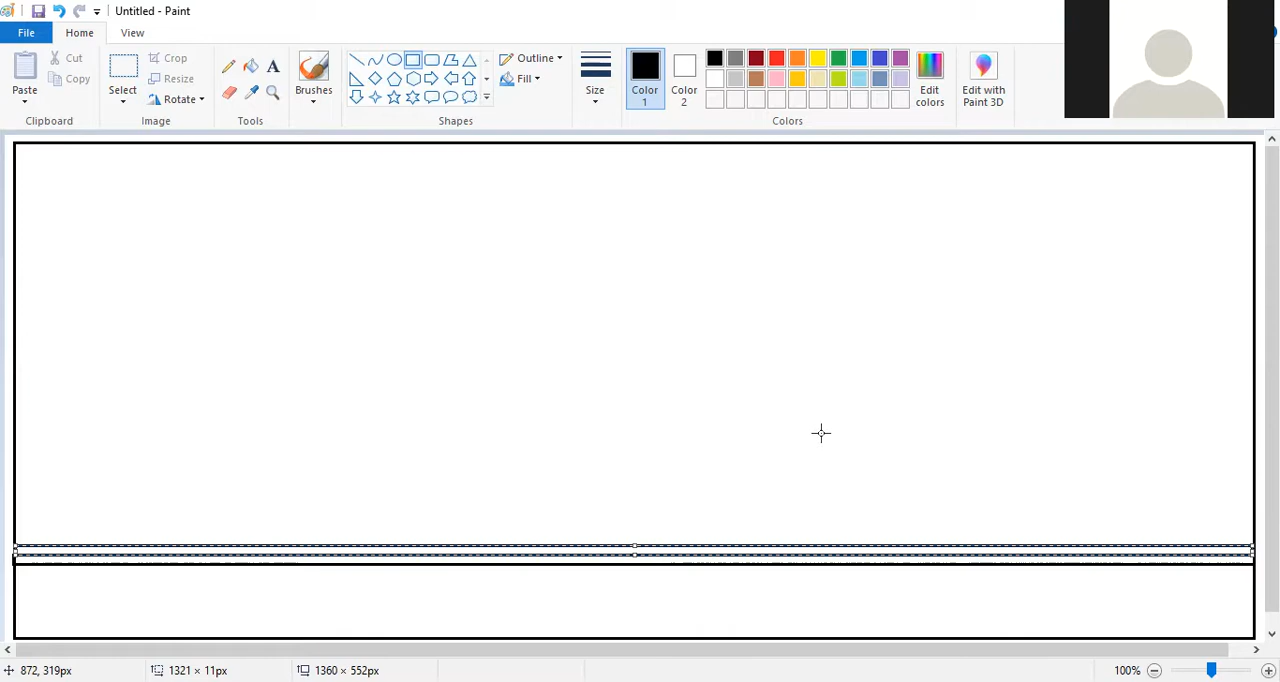 Untitled - Paint
File Home View
Paste
Cut
Copy
Clipboard
Select
Crop
Resize
Rotate
Image
A
Tools
Brushes
Shapes
Outline
Fill
Size
Color 1
Color 2
Colors
Edit colors
Edit with Paint 3D
872, 319px 1321 × 11px 1360 × 552px 100%